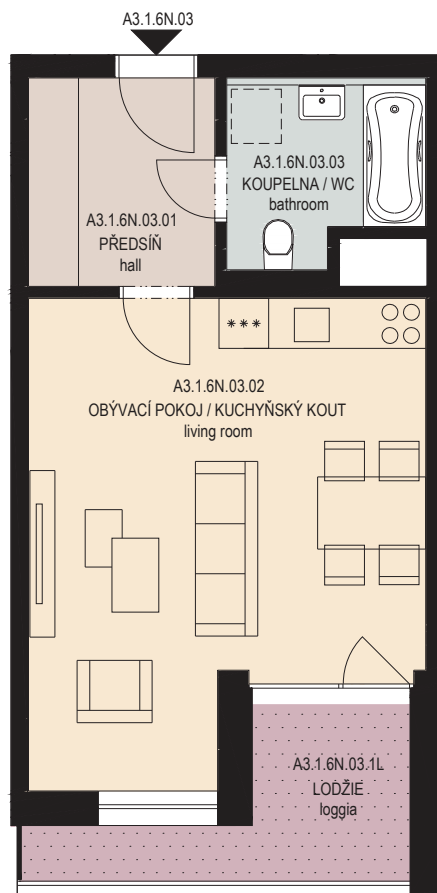 A3.1.6N.03
A3.1.6N.03.03
KOUPELNA / WC
bathroom
A3.1.6N.03.01
PŘEDSÍŇ
hall
***
A3.1.6N.03.02
OBÝVACÍ POKOJ / KUCHYŇSKÝ KOUT
living room
A3.1.6N.03.1L
LODŽIE
loggia